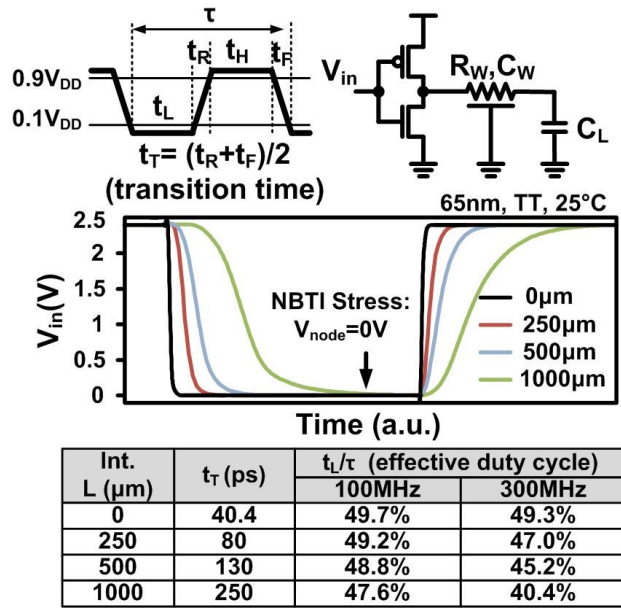 τ
t_R t_H t_F
0.9V_DD
t_L
0.1V_DD
t_T= (t_R+t_F)/2
(transition time)
V_in
R_W,C_W
C_L
65nm, TT, 25°C
2.5
2
1.5
1
0.5
0
V_in(V)
NBTI Stress:
V_node=0V
0μm
250μm
500μm
1000μm
Time (a.u.)
Int. L (μm) t_T (ps) t_L/τ (effective duty cycle)
100MHz 300MHz
0 40.4 49.7% 49.3%
250 80 49.2% 47.0%
500 130 48.8% 45.2%
1000 250 47.6% 40.4%